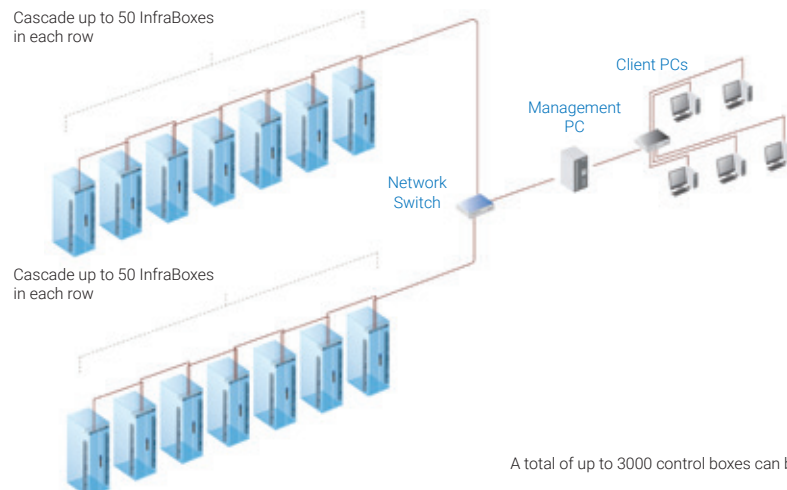 Cascade up to 50 InfraBoxes
in each row
Client PCs
Management
PC
Network
Switch
Cascade up to 50 InfraBoxes
in each row
A total of up to 3000 control boxes can